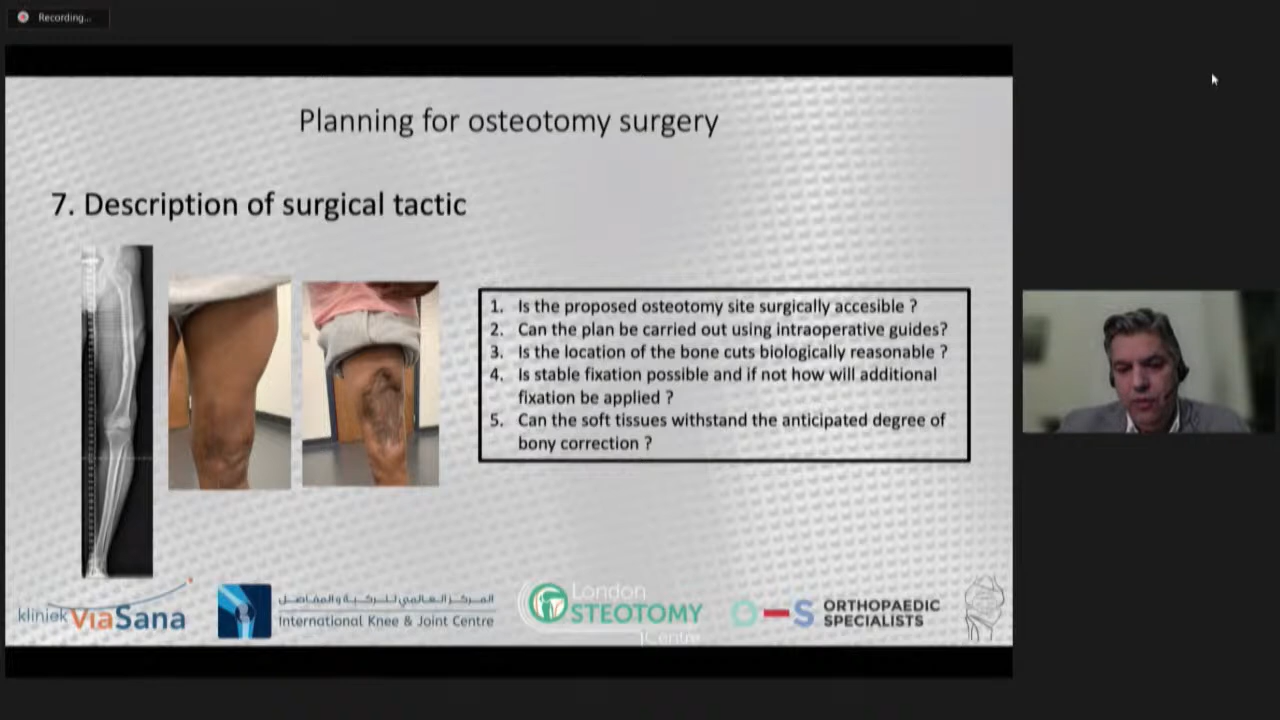 Recording...
Planning for osteotomy surgery
7. Description of surgical tactic
1. Is the proposed osteotomy site surgically accesible ?
2. Can the plan be carried out using intraoperative guides?
3. Is the location of the bone cuts biologically reasonable ?
4. Is stable fixation possible and if not how will additional
fixation be applied ?
5. Can the soft tissues withstand the anticipated degree of
bony correction ?
kliniek ViaSana
المركز العالمي للركبة والمفاصل
International Knee & Joint Centre
London
OSTEOTOMY
Centre
O-S
ORTHOPAEDIC
SPECIALISTS